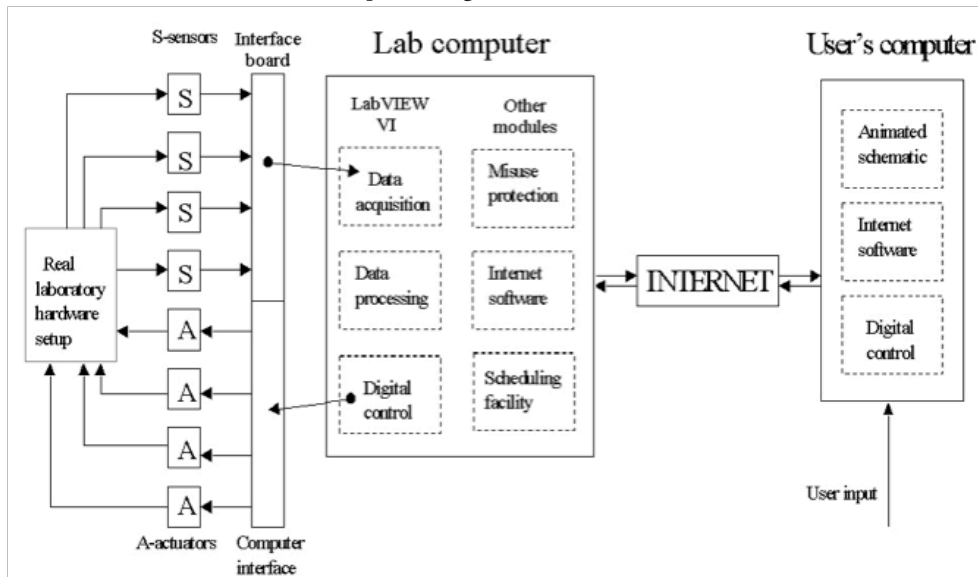 S-sensors
Interface
board
Lab computer
User's computer
S
S
S
S
A
A
A
A
Real
laboratory
hardware
setup
LabVIEW
VI
Other
modules
Data
acquisition
Misuse
protection
Data
processing
Internet
software
Digital
control
Scheduling
facility
INTERNET
Animated
schematic
Internet
software
Digital
control
User input
A-actuators
Computer
interface